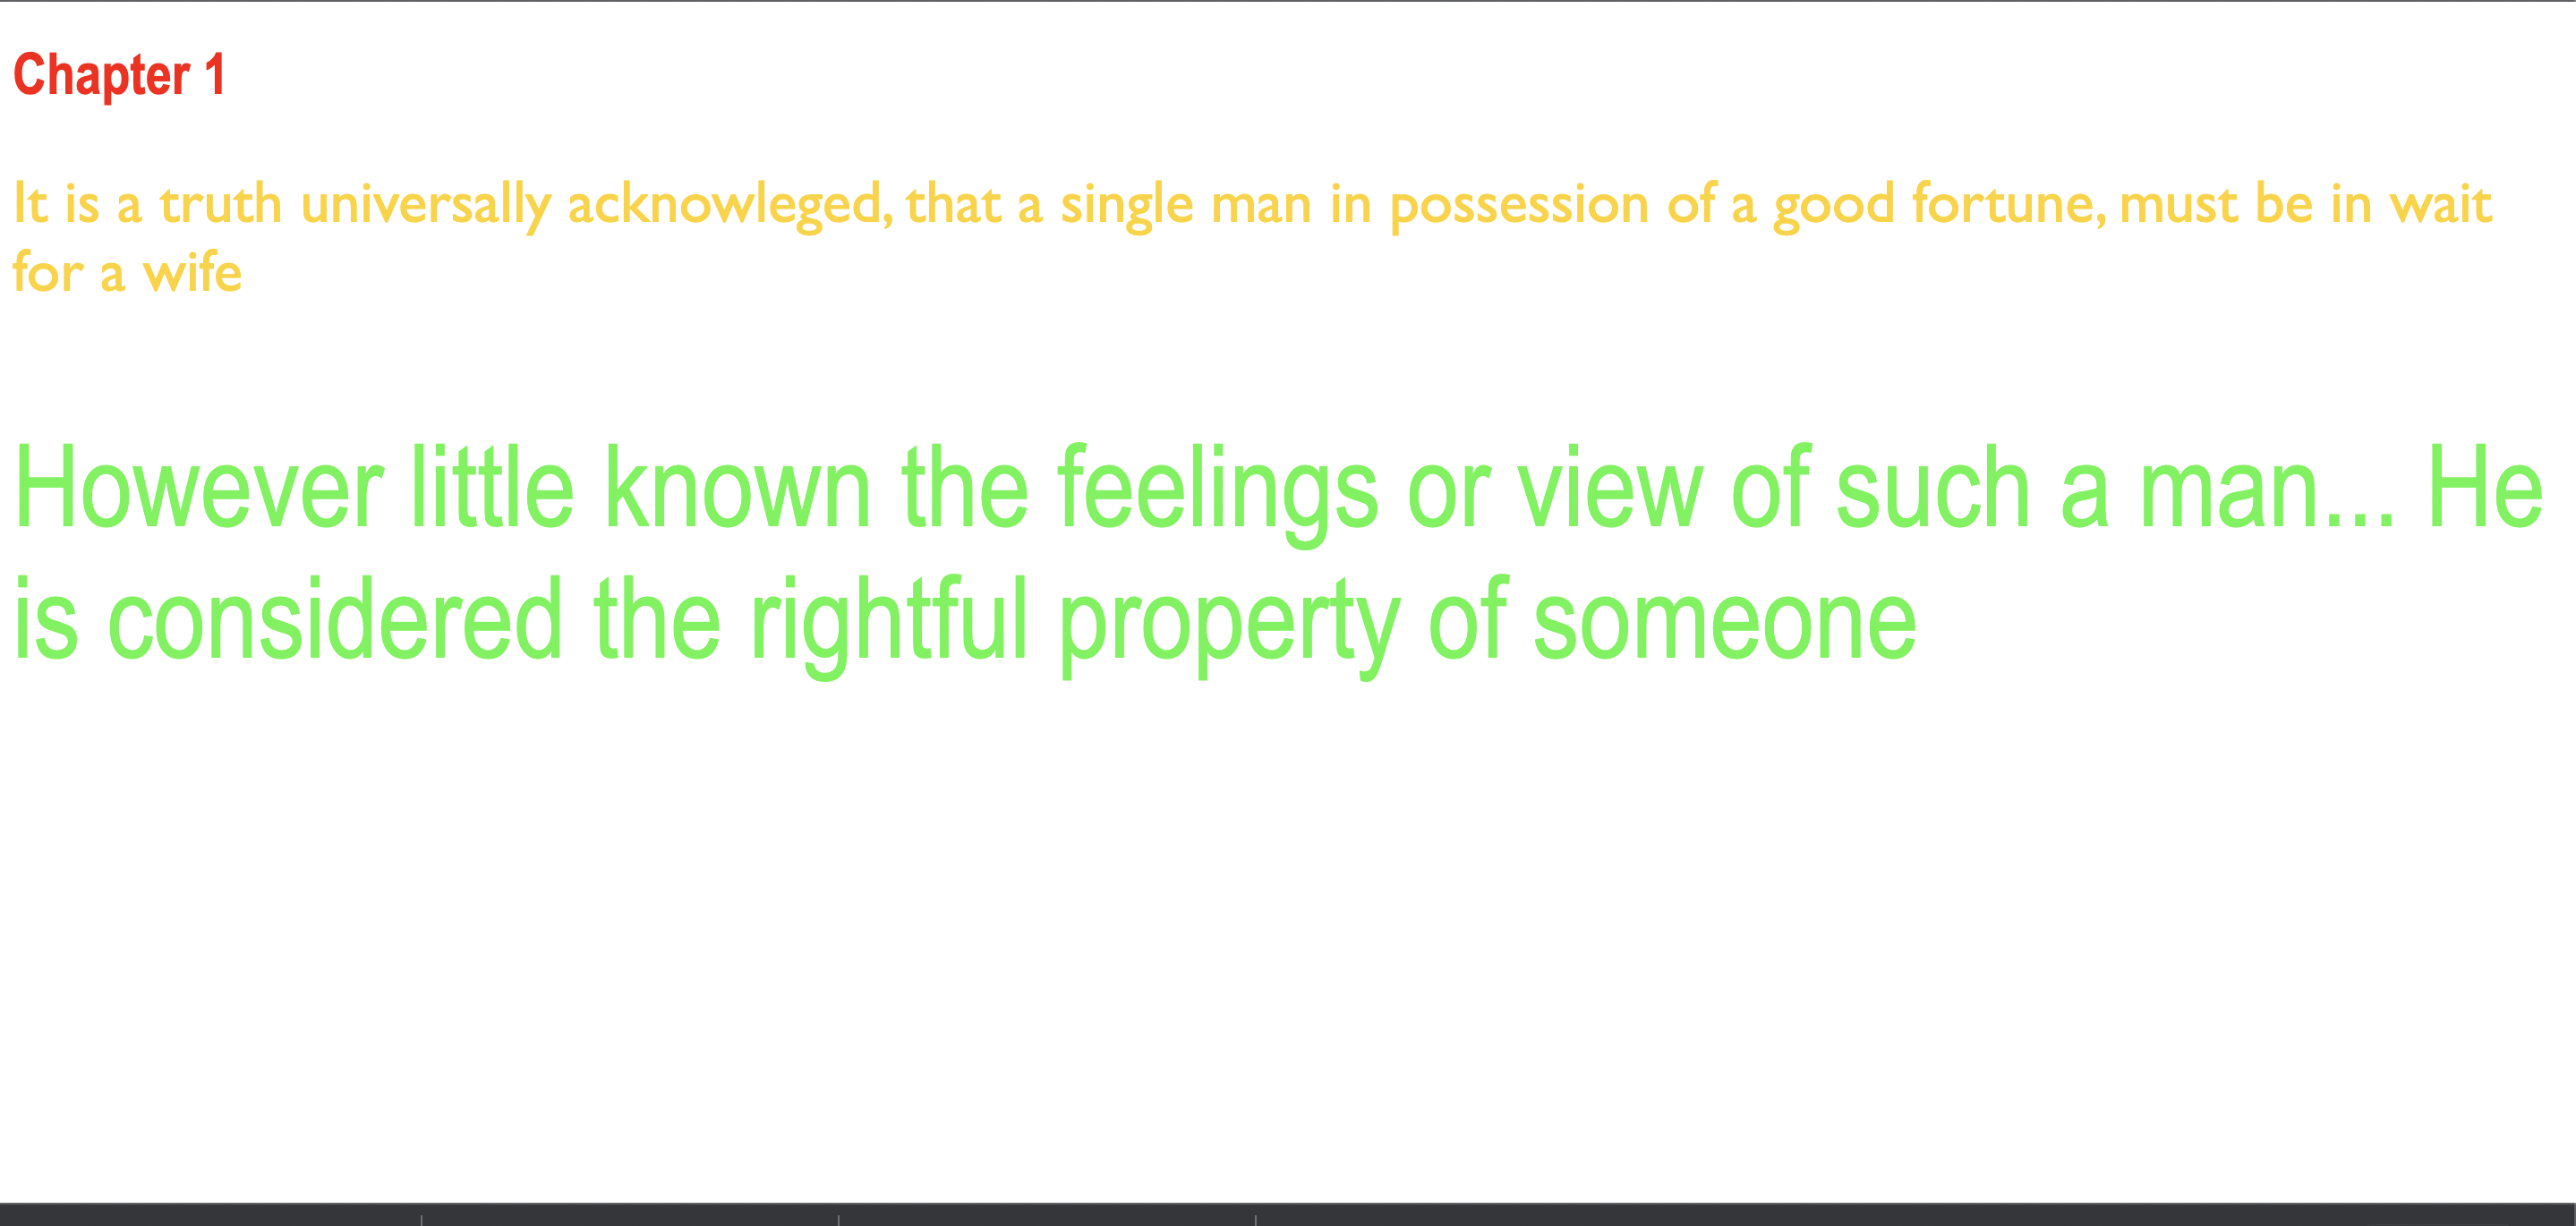 Chapter 1
It is a truth universally acknowleged, that a single man in possession of a good fortune, must be in wait
for a wife
However little known the feelings or view of such a man... He
is considered the rightful property of someone